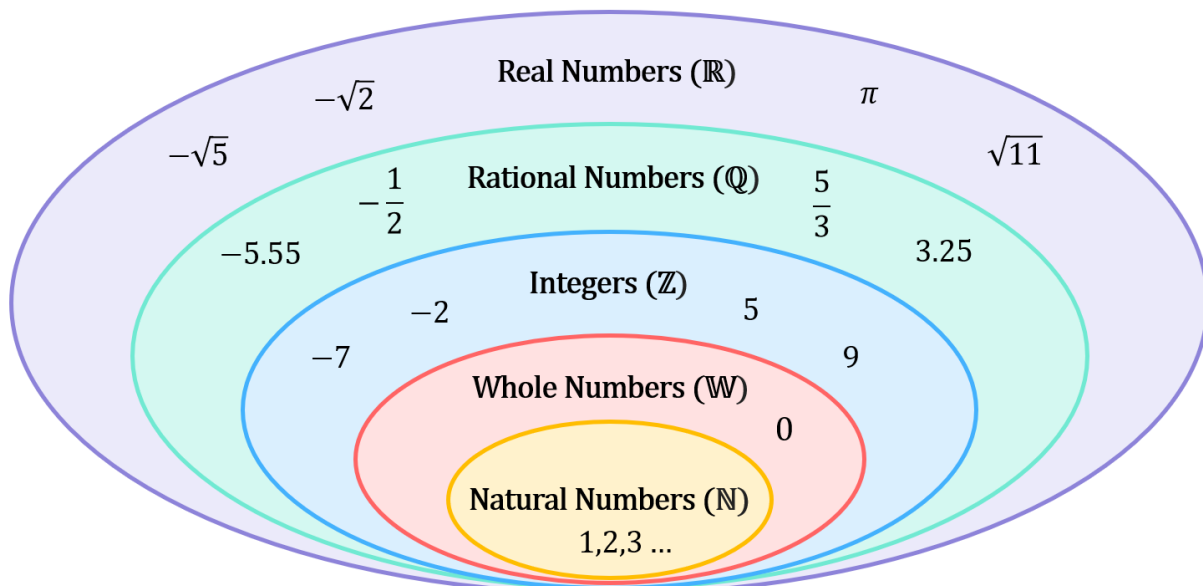 Real Numbers (ℝ)
−√2
π
−√5
√11
Rational Numbers (ℚ)
−1/2
5/3
−5.55
3.25
Integers (ℤ)
−2
5
−7
9
Whole Numbers (𝕎)
0
Natural Numbers (ℕ)
1,2,3 ...